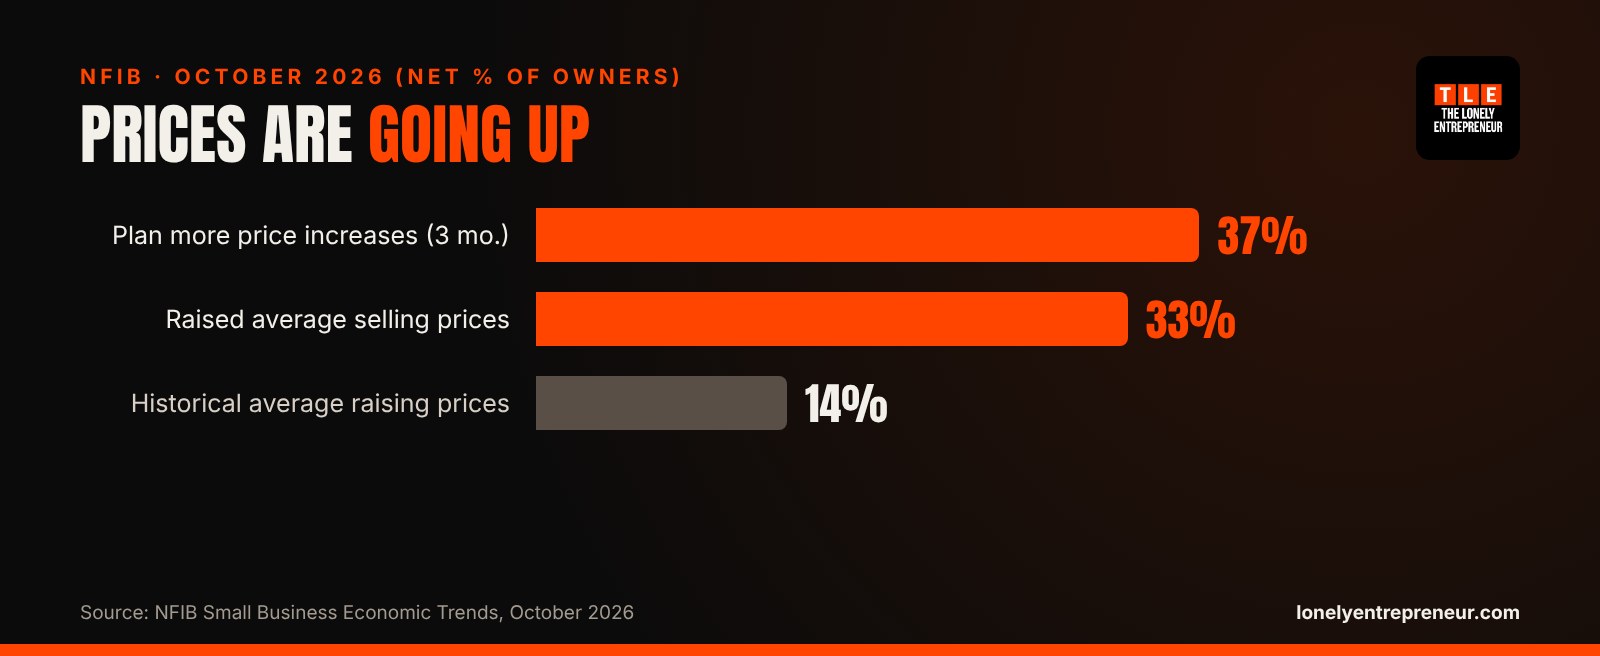 NFIB · OCTOBER 2026 (NET % OF OWNERS)
PRICES ARE GOING UP
TLE
THE LONELY
ENTREPRENEUR
Plan more price increases (3 mo.) 37%
Raised average selling prices 33%
Historical average raising prices 14%
Source: NFIB Small Business Economic Trends, October 2026
lonelyentrepreneur.com